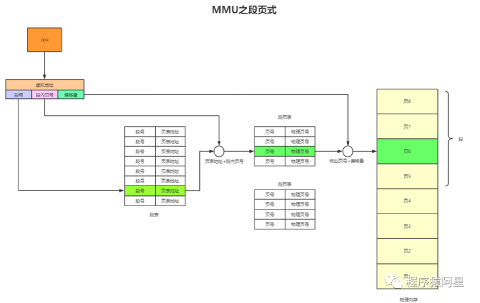 MMU之段页式
CPU
虚拟地址
段号 段内页号 偏移量
段号 页表地址
段号 页表地址
段号 页表地址
段号 页表地址
段号 页表地址
段号 页表地址
段号 页表地址
段号 页表地址
段表
页表地址+段内页号
段页表
页号 物理页号
页号 物理页号
页号 物理页号
页号 物理页号
段页表
页号 物理页号
页号 物理页号
页号 物理页号
页号 物理页号
物理页号+偏移量
页8
页7
页6
页5
页4
页3
页2
页1
段
物理内存
程序猿阿星